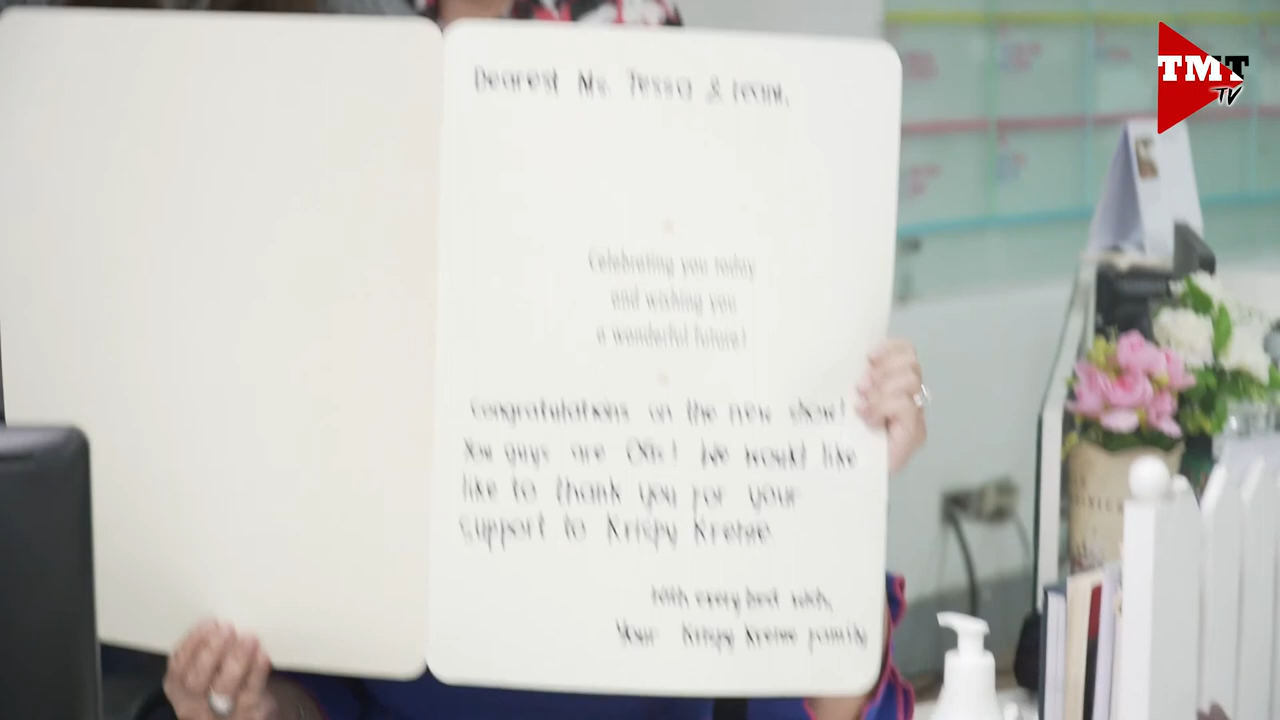 Dearest Ms. Tessa & team,
Celebrating you today
and wishing you
a wonderful future!
Congratulations on the new show!
You guys are We would like
like to thank you for your
support to Krispy Kreme
With every best wish,
Your Krispy Kreme family
TMT
TV